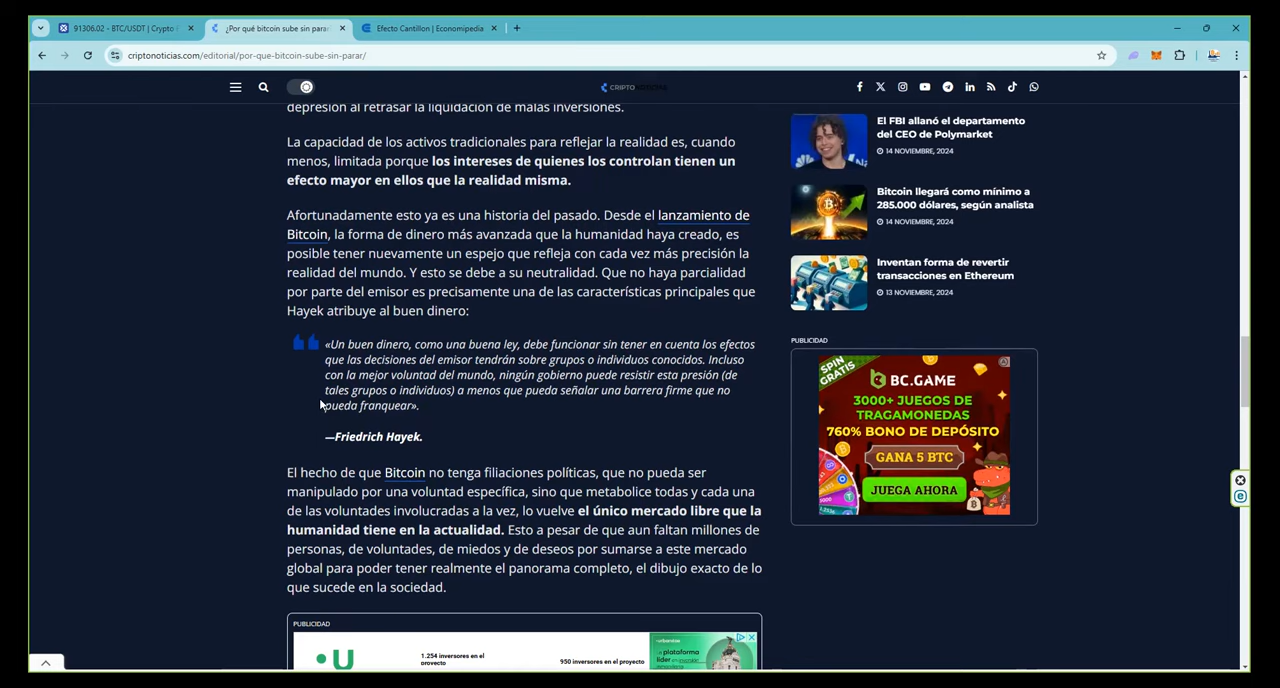 91306.02 - BTC/USDT | Crypto
¿Por qué bitcoin sube sin parar
Efecto Cantillon | Economipedia
criptonoticias.com/editorial/por-que-bitcoin-sube-sin-parar/
CRIPTO
depresión al retrasar la liquidación de malas inversiones.
La capacidad de los activos tradicionales para reflejar la realidad es, cuando
menos, limitada porque los intereses de quienes los controlan tienen un
efecto mayor en ellos que la realidad misma.
Afortunadamente esto ya es una historia del pasado. Desde el lanzamiento de
Bitcoin, la forma de dinero más avanzada que la humanidad haya creado, es
posible tener nuevamente un espejo que refleja con cada vez más precisión la
realidad del mundo. Y esto se debe a su neutralidad. Que no haya parcialidad
por parte del emisor es precisamente una de las características principales que
Hayek atribuye al buen dinero:
«Un buen dinero, como una buena ley, debe funcionar sin tener en cuenta los efectos
que las decisiones del emisor tendrán sobre grupos o individuos conocidos. Incluso
con la mejor voluntad del mundo, ningún gobierno puede resistir esta presión (de
tales grupos o individuos) a menos que pueda señalar una barrera firme que no
pueda franquear».
—Friedrich Hayek.
El hecho de que Bitcoin no tenga filiaciones políticas, que no pueda ser
manipulado por una voluntad específica, sino que metabolice todas y cada una
de las voluntades involucradas a la vez, lo vuelve el único mercado libre que la
humanidad tiene en la actualidad. Esto a pesar de que aun faltan millones de
personas, de voluntades, de miedos y de deseos por sumarse a este mercado
global para poder tener realmente el panorama completo, el dibujo exacto de lo
que sucede en la sociedad.
PUBLICIDAD
U
1.254 inversores en el
proyecto
950 inversores en el proyecto
a plataforma
líder en
El FBI allanó el departamento
del CEO de Polymarket
14 NOVIEMBRE, 2024
Bitcoin llegará como mínimo a
285.000 dólares, según analista
14 NOVIEMBRE, 2024
Inventan forma de revertir
transacciones en Ethereum
13 NOVIEMBRE, 2024
PUBLICIDAD
SPIN
GRATIS
BC.GAME
3000+ JUEGOS DE
TRAGAMONEDAS
760% BONO DE DEPÓSITO
GANA 5 BTC
JUEGA AHORA